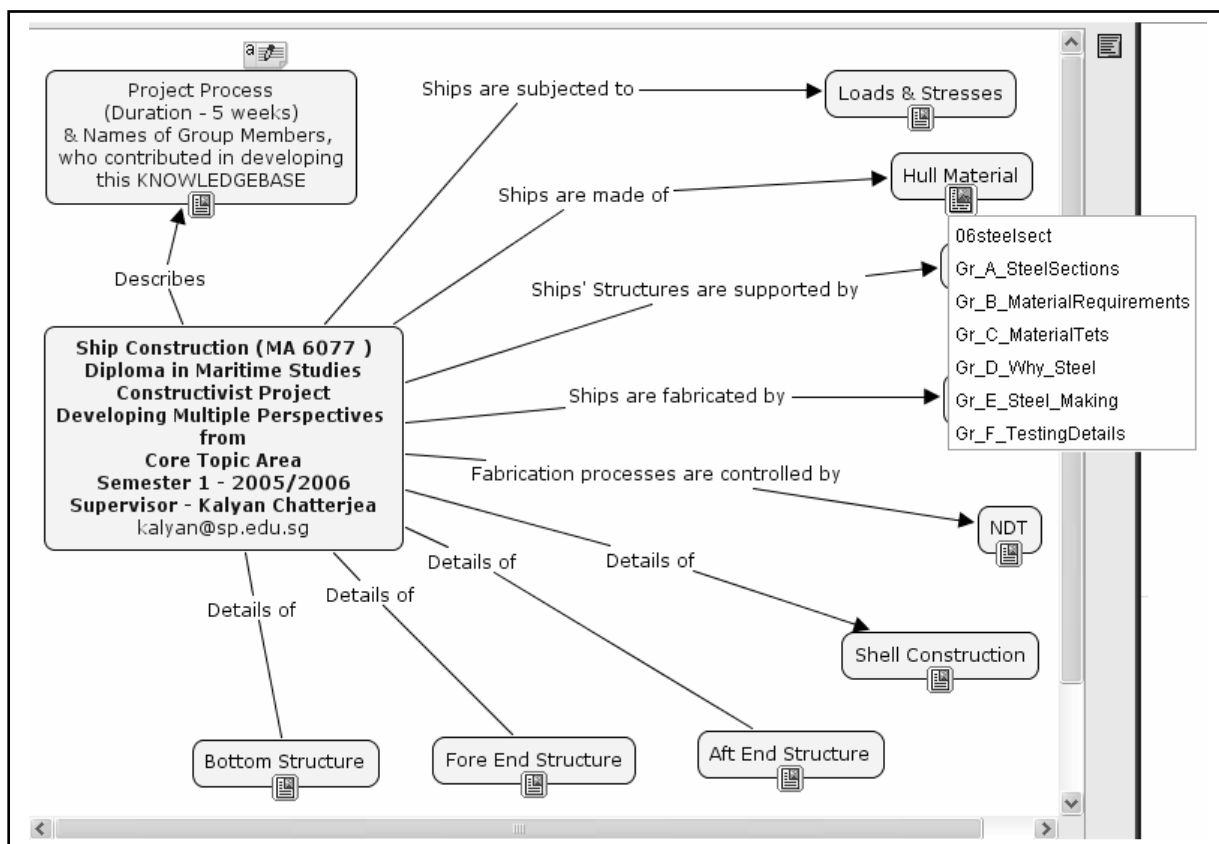 a
Project Process
(Duration - 5 weeks)
& Names of Group Members,
who contributed in developing
this KNOWLEDGEBASE
Ships are subjected to
Loads & Stresses
Ships are made of
Hull Material
06steelsect
Gr_A_SteelSections
Gr_B_MaterialRequirements
Gr_C_MaterialTets
Gr_D_Why_Steel
Gr_E_Steel_Making
Gr_F_TestingDetails
Describes
Ships' Structures are supported by
Ship Construction (MA 6077 )
Diploma in Maritime Studies
Constructivist Project
Developing Multiple Perspectives
from
Core Topic Area
Semester 1 - 2005/2006
Supervisor - Kalyan Chatterjea
kalyan@sp.edu.sg
Ships are fabricated by
Fabrication processes are controlled by
NDT
Details of
Shell Construction
Details of
Aft End Structure
Details of
Fore End Structure
Details of
Bottom Structure